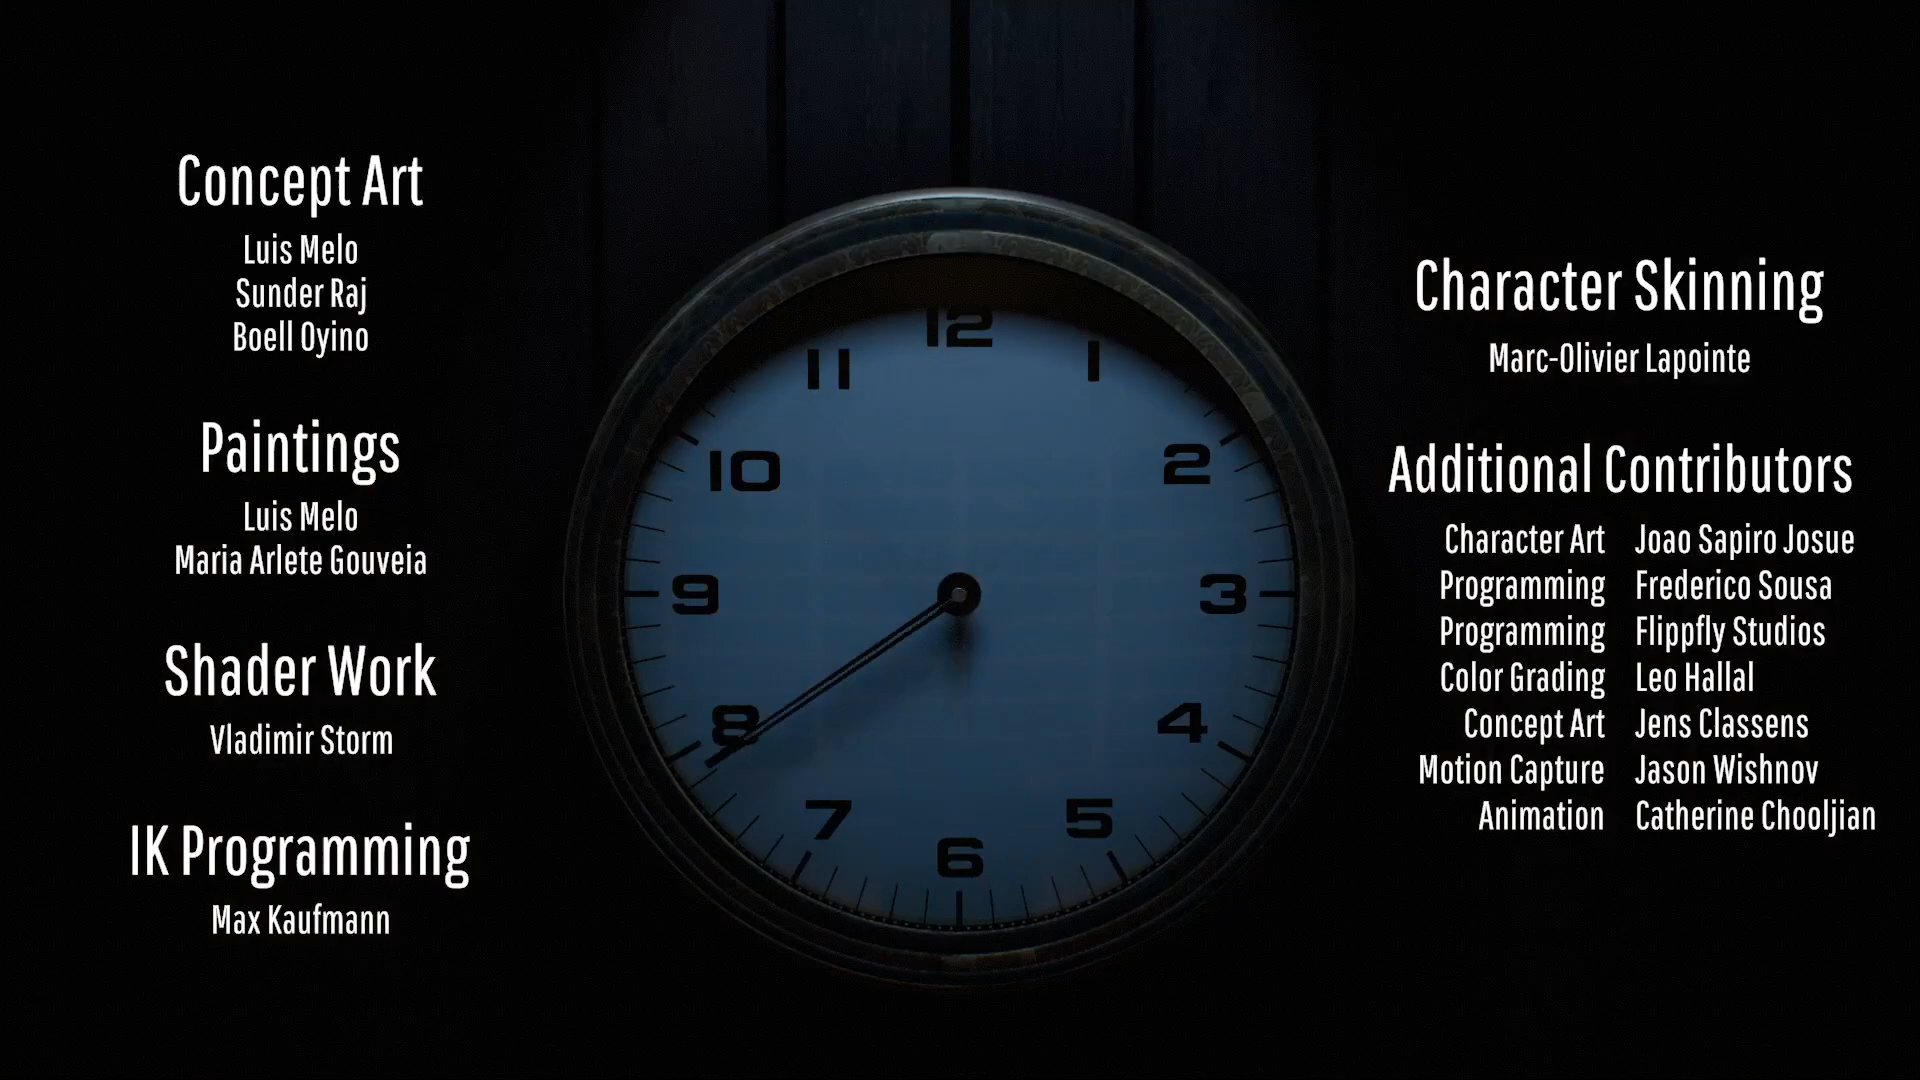 Concept Art
Luis Melo
Sunder Raj
Boell Oyino
Paintings
Luis Melo
Maria Arlete Gouveia
Shader Work
Vladimir Storm
IK Programming
Max Kaufmann
12
1
2
3
4
5
6
7
8
9
10
11
Character Skinning
Marc-Olivier Lapointe
Additional Contributors
Character Art Joao Sapiro Josue
Programming Frederico Sousa
Programming Flippfly Studios
Color Grading Leo Hallal
Concept Art Jens Classens
Motion Capture Jason Wishnov
Animation Catherine Chooljian